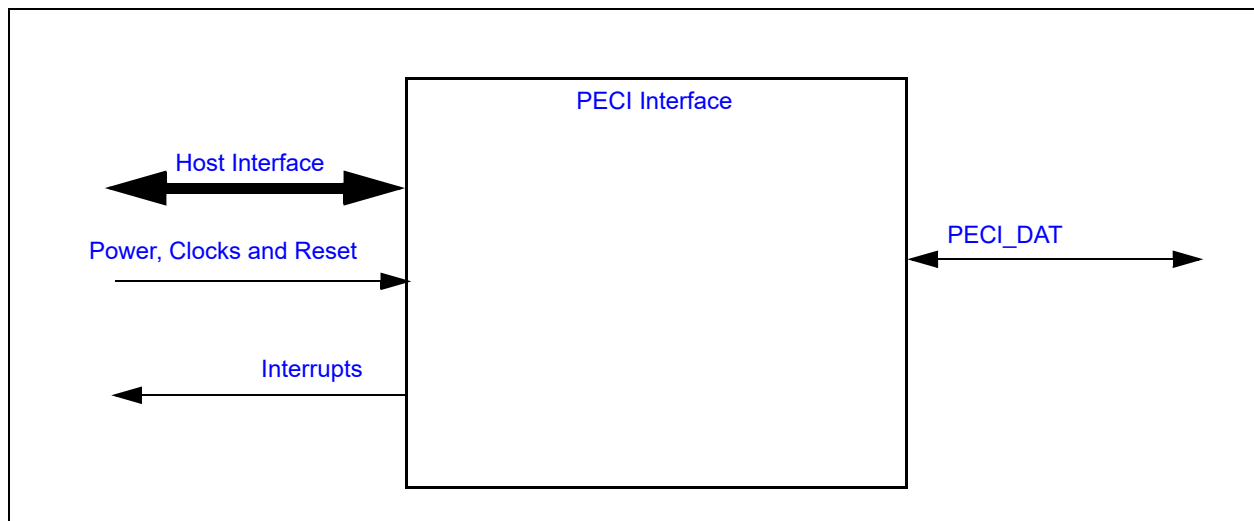 PECI Interface
Host Interface
Power, Clocks and Reset
PECI_DAT
Interrupts